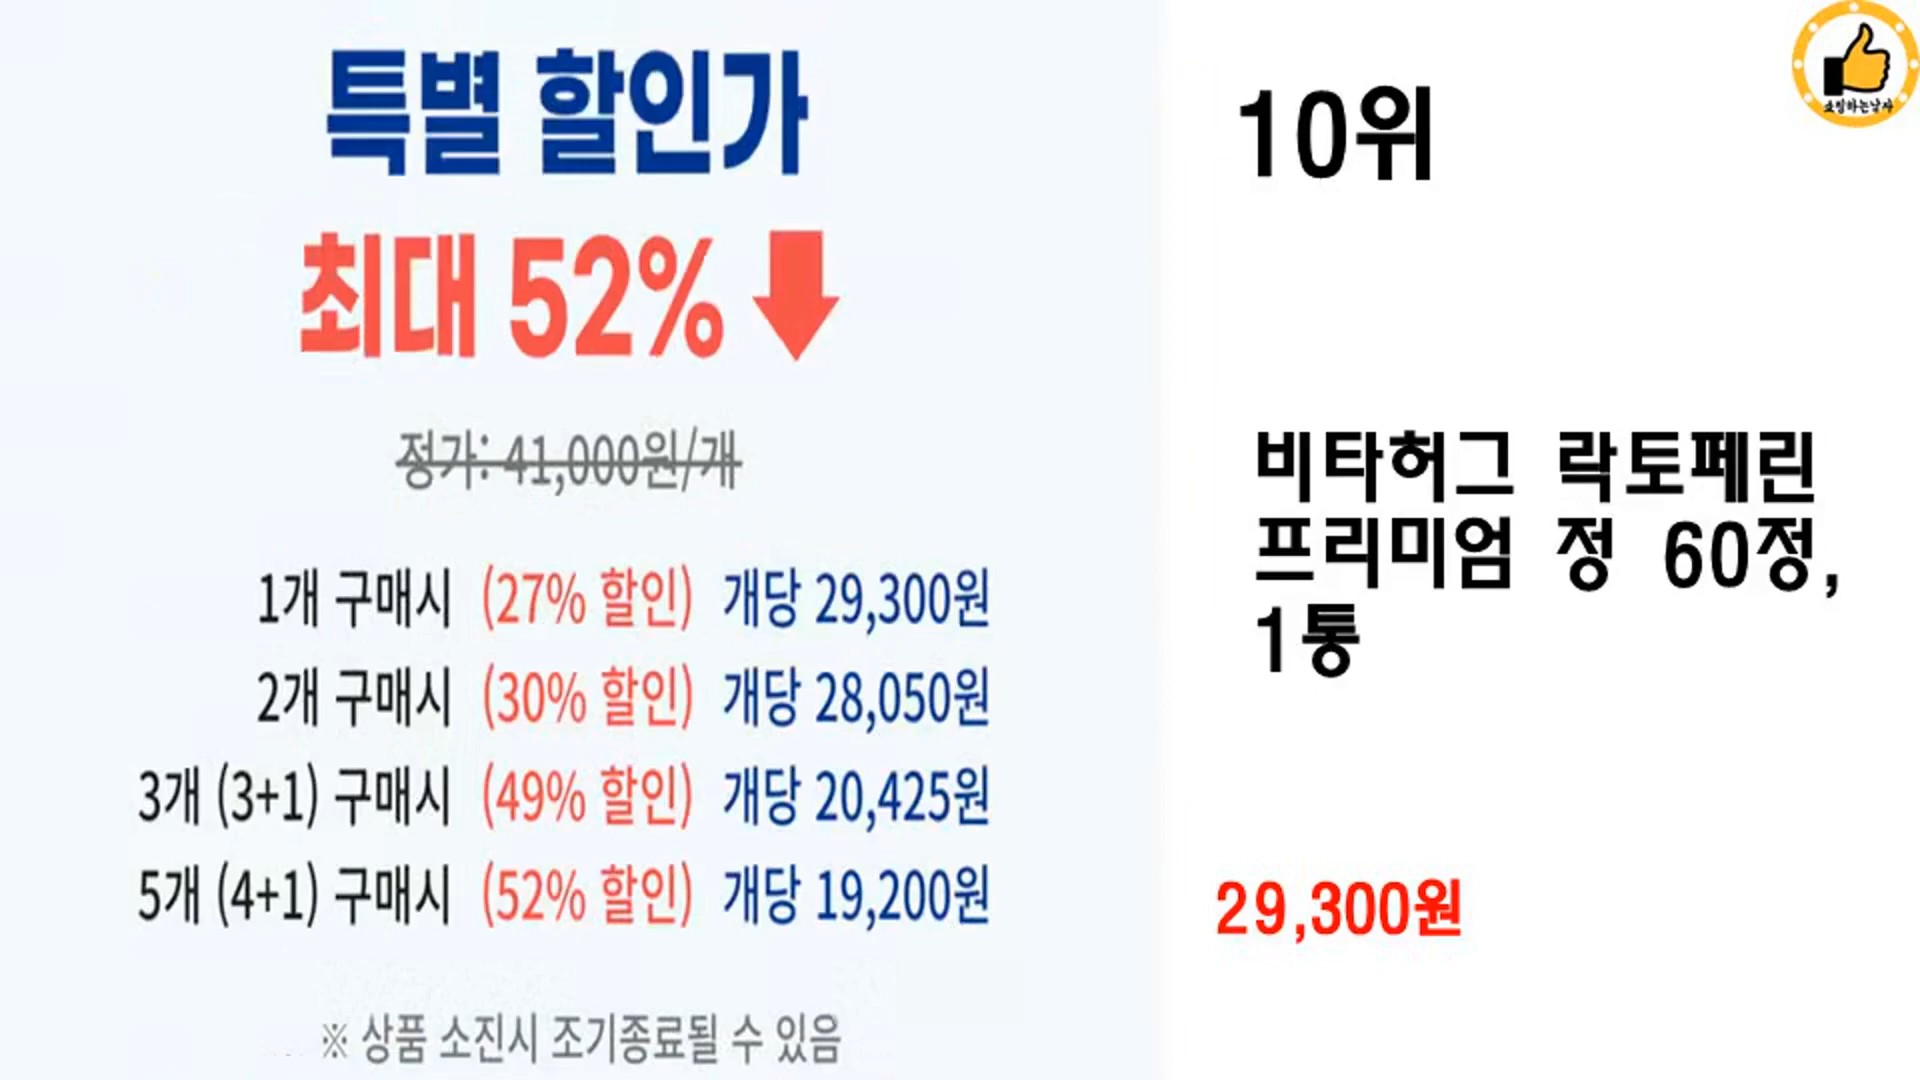 특별 할인가
최대 52%
정가: 41,000원/개
1개 구매시 (27% 할인) 개당 29,300원
2개 구매시 (30% 할인) 개당 28,050원
3개 (3+1) 구매시 (49% 할인) 개당 20,425원
5개 (4+1) 구매시 (52% 할인) 개당 19,200원
※ 상품 소진시 조기종료될 수 있음
10위
비타허그 락토페린
프리미엄 정 60정,
1통
29,300원
쇼핑하는남자